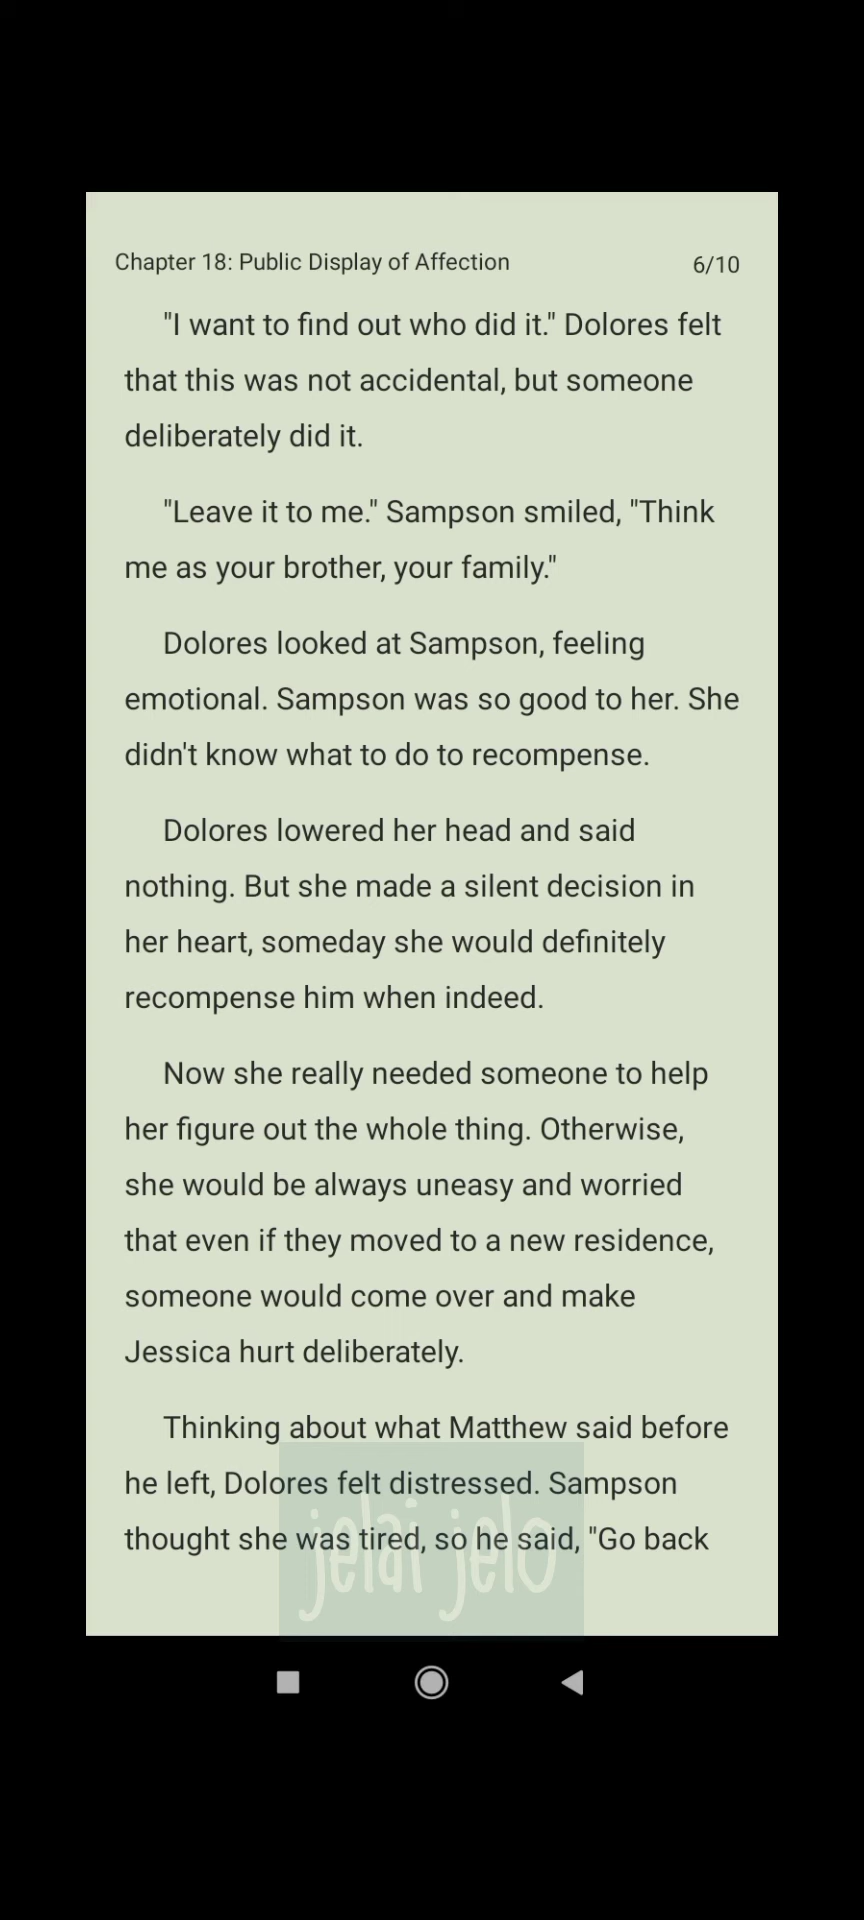 Chapter 18: Public Display of Affection 6/10
"I want to find out who did it." Dolores felt
that this was not accidental, but someone
deliberately did it.
"Leave it to me." Sampson smiled, "Think
me as your brother, your family."
Dolores looked at Sampson, feeling
emotional. Sampson was so good to her. She
didn't know what to do to recompense.
Dolores lowered her head and said
nothing. But she made a silent decision in
her heart, someday she would definitely
recompense him when indeed.
Now she really needed someone to help
her figure out the whole thing. Otherwise,
she would be always uneasy and worried
that even if they moved to a new residence,
someone would come over and make
Jessica hurt deliberately.
Thinking about what Matthew said before
he left, Dolores felt distressed. Sampson
thought she was tired, so he said, "Go back
jelai jelo